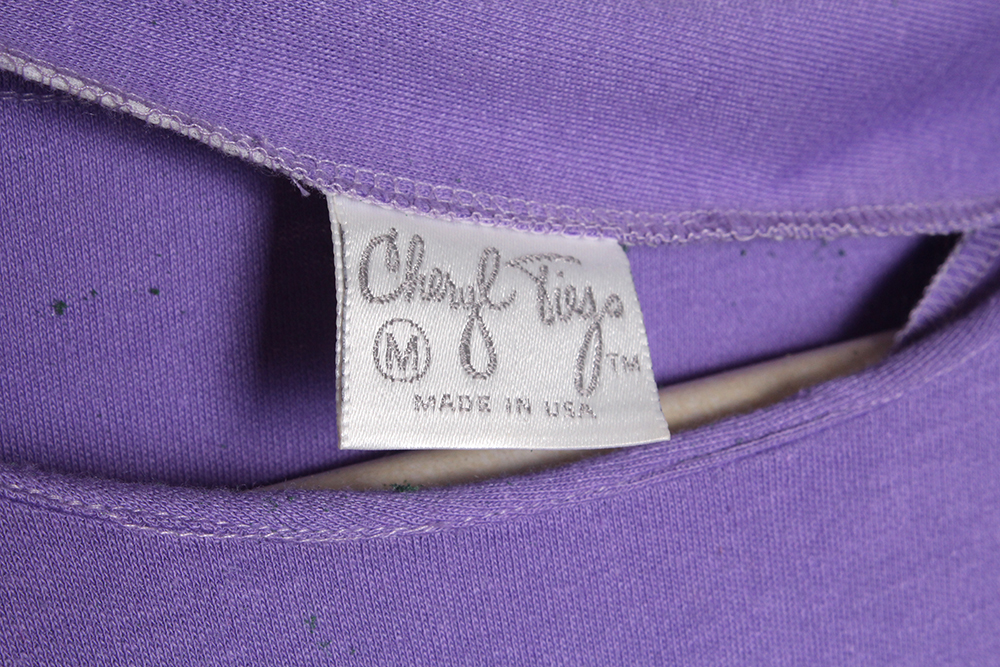 Cheryl Tiegs
M
TM
MADE IN USA